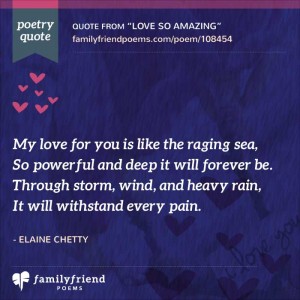 poetry
quote
QUOTE FROM “LOVE SO AMAZING”
familyfriendpoems.com/poem/108454
My love for you is like the raging sea,
So powerful and deep it will forever be.
Through storm, wind, and heavy rain,
It will withstand every pain.
- ELAINE CHETTY
familyfriend
POEMS